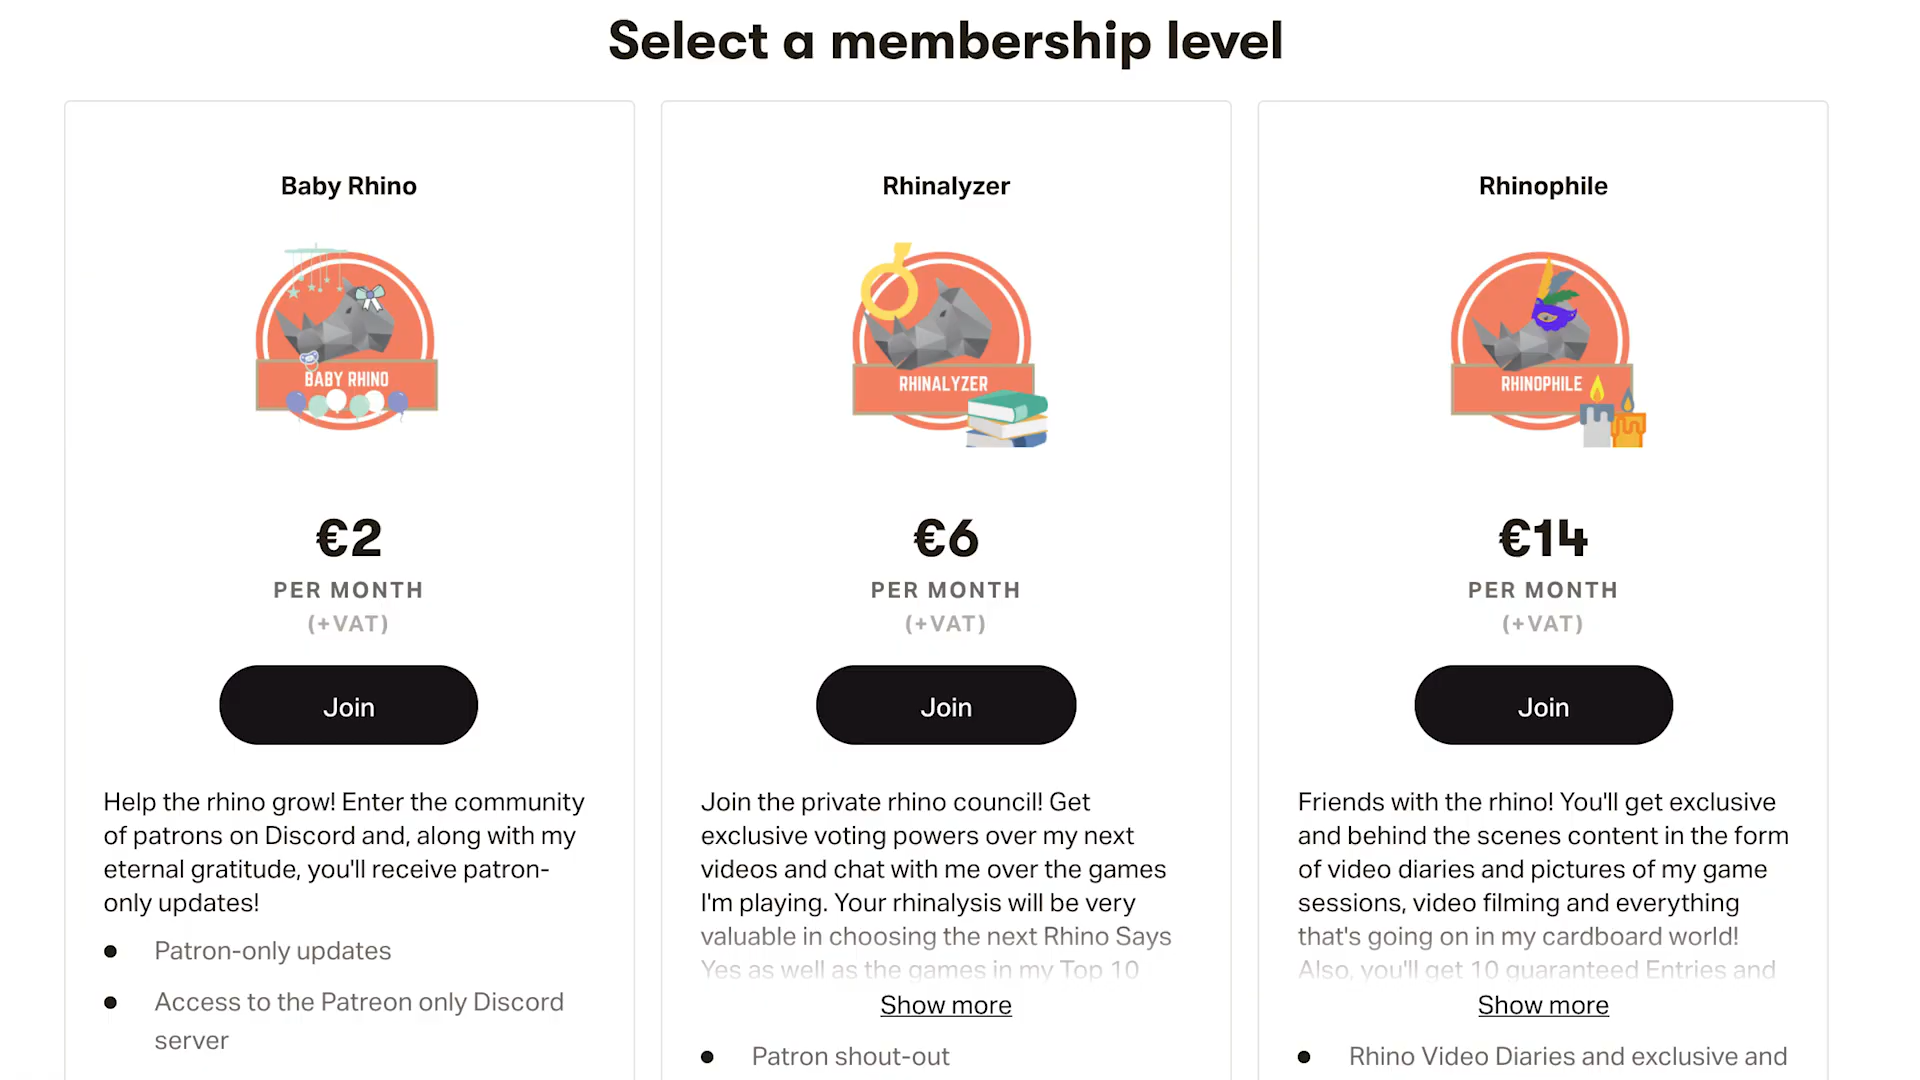 Select a membership level
Baby Rhino
BABY RHINO
€2
PER MONTH
(+VAT)
Join
Help the rhino grow! Enter the community
of patrons on Discord and, along with my
eternal gratitude, you'll receive patron-
only updates!
Patron-only updates
Access to the Patreon only Discord
server
Rhinalyzer
RHINALYZER
€6
PER MONTH
(+VAT)
Join
Join the private rhino council! Get
exclusive voting powers over my next
videos and chat with me over the games
I'm playing. Your rhinalysis will be very
valuable in choosing the next Rhino Says
Yes as well as the games in my Top 10
Show more
Patron shout-out
Rhinophile
RHINOPHILE
€14
PER MONTH
(+VAT)
Join
Friends with the rhino! You'll get exclusive
and behind the scenes content in the form
of video diaries and pictures of my game
sessions, video filming and everything
that's going on in my cardboard world!
Also, you'll get 10 guaranteed Entries and
Show more
Rhino Video Diaries and exclusive and